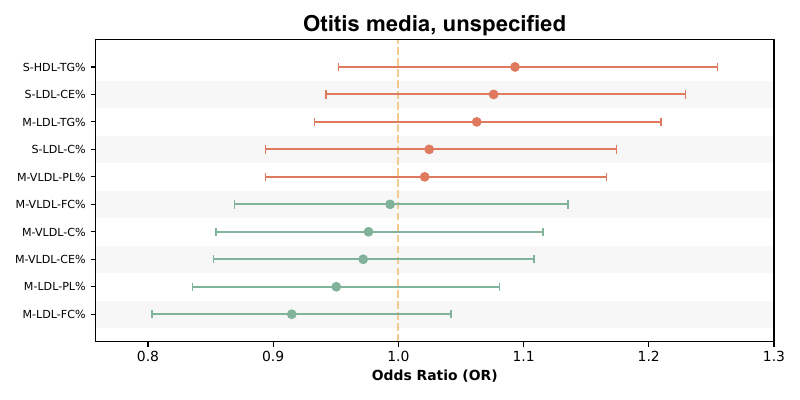 Otitis media, unspecified
S-HDL-TG%
S-LDL-CE%
M-LDL-TG%
S-LDL-C%
M-VLDL-PL%
M-VLDL-FC%
M-VLDL-C%
M-VLDL-CE%
M-LDL-PL%
M-LDL-FC%
0.8 0.9 1.0 1.1 1.2 1.3
Odds Ratio (OR)